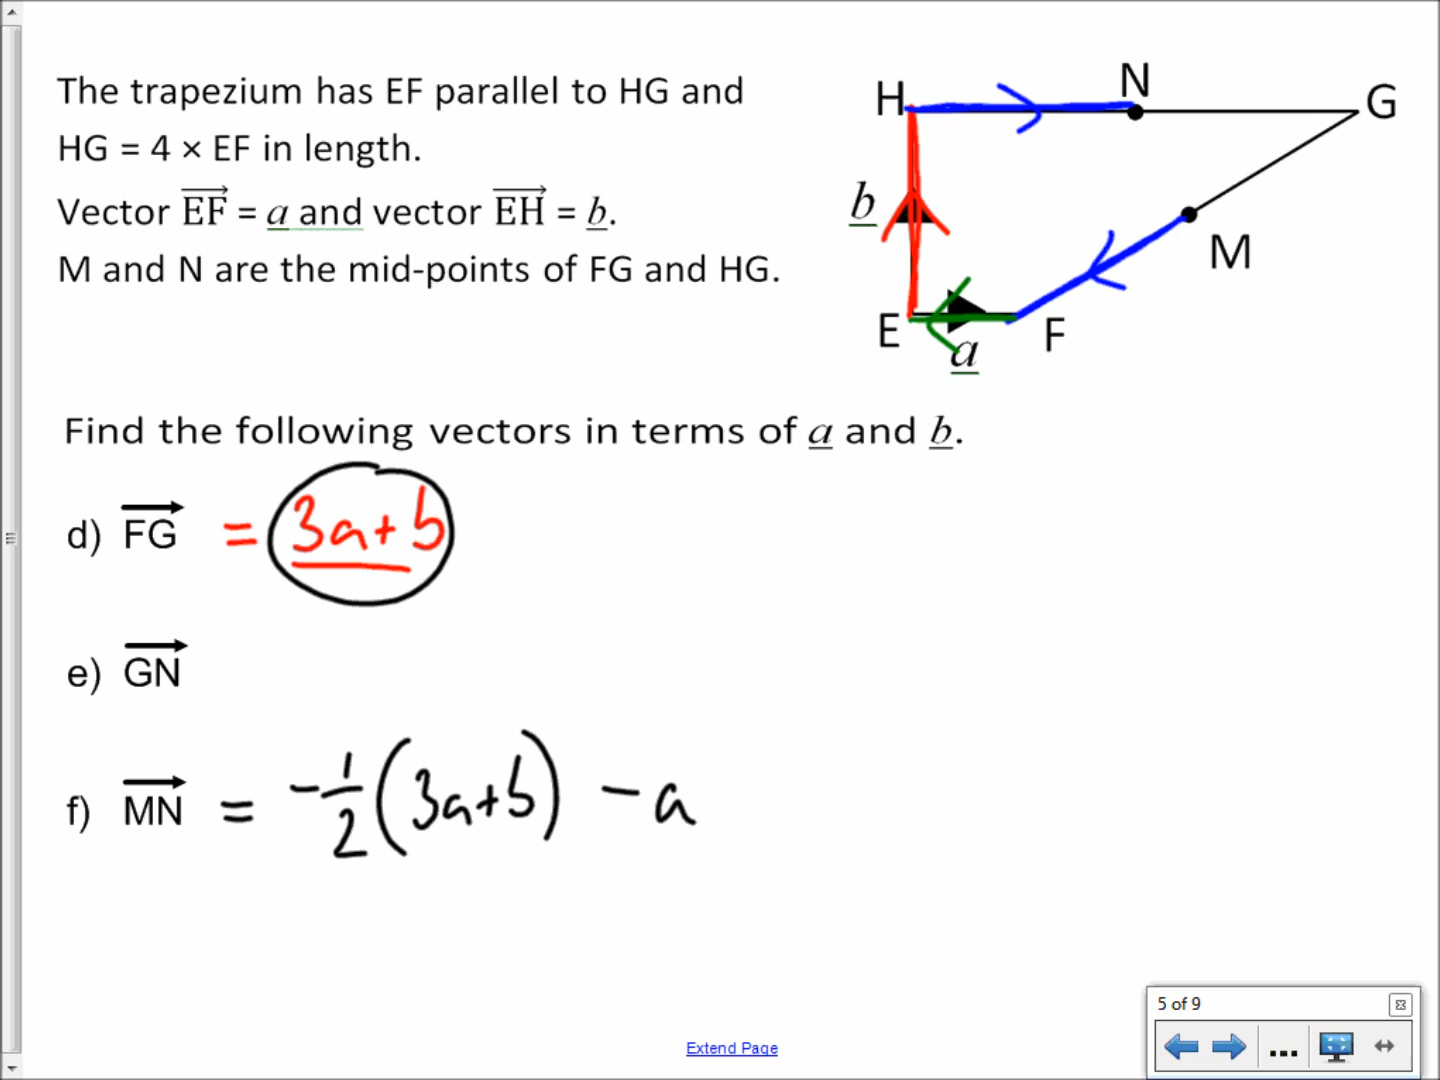 The trapezium has EF parallel to HG and
HG = 4 × EF in length.
Vector EF⃗ = a and vector EH⃗ = b.
M and N are the mid-points of FG and HG.
H
N
G
b
M
E
a
F
Find the following vectors in terms of a and b.
d) FG⃗ = 3a+b
e) GN⃗
f) MN⃗ = -1/2(3a+b) - a
5 of 9
...
Extend Page